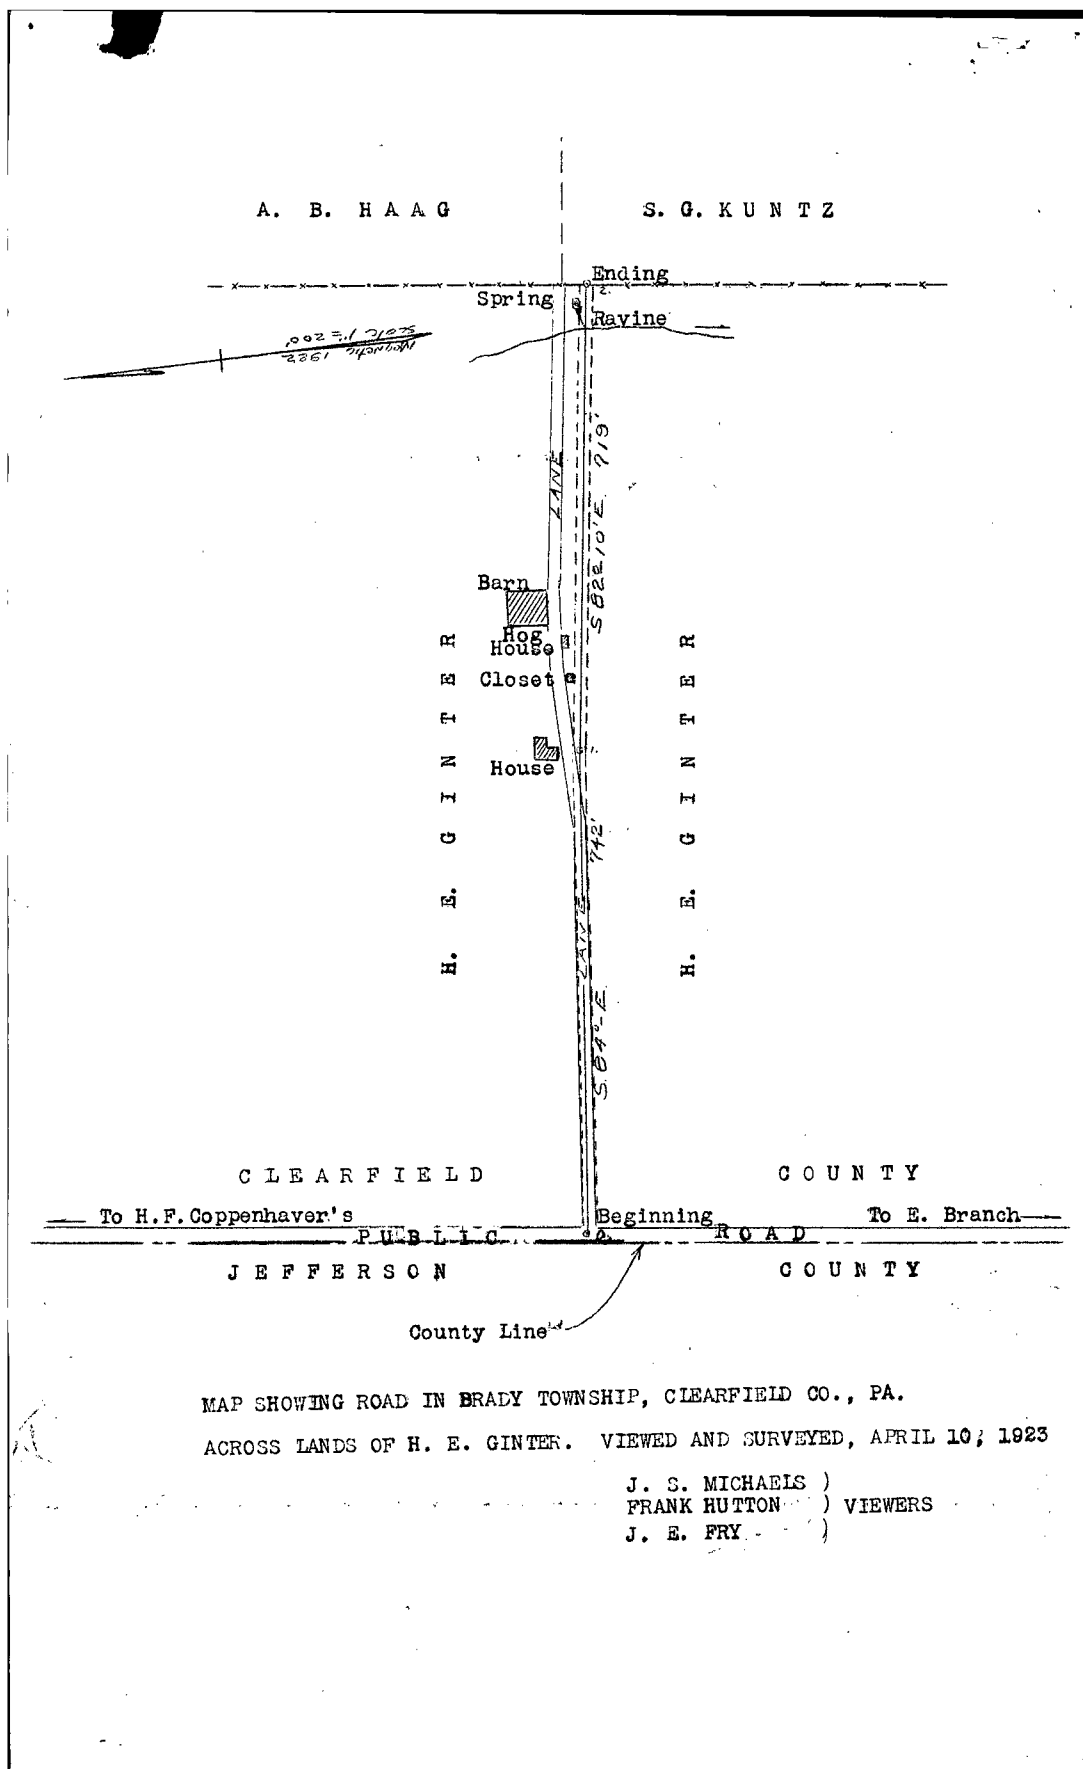 A. B. HAAG
S. G. KUNTZ
Ending
2.
Spring
Ravine
Magnetic 1922
Scale 1"= 200'
LANE
S 82°10'E. 719'
Barn
Hog
House
Closet
1.
House
H. E. GINTER
H. E. GINTER
742'
LANE
S. 84°-E.
CLEARFIELD COUNTY
To H.F.Coppenhaver's
Beginning
To E. Branch
PUBLIC ROAD
JEFFERSON COUNTY
County Line
MAP SHOWING ROAD IN BRADY TOWNSHIP, CLEARFIELD CO., PA.
ACROSS LANDS OF H. E. GINTER. VIEWED AND SURVEYED, APRIL 10, 1923
J. S. MICHAELS )
FRANK HUTTON ) VIEWERS
J. E. FRY )